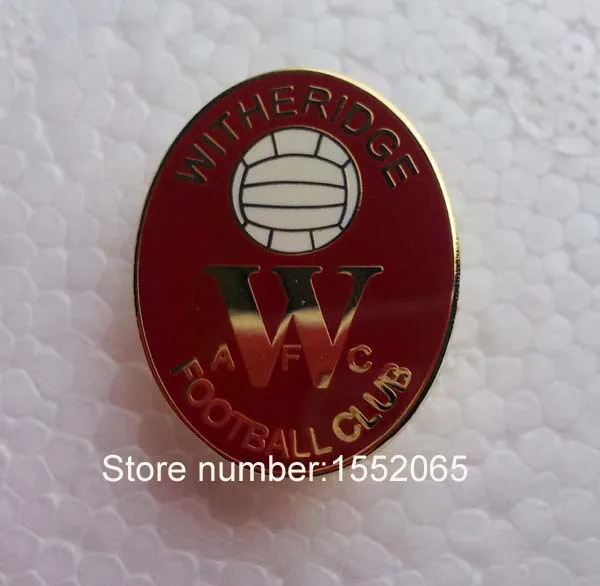 WITHERIDGE
W
A F C
FOOTBALL CLUB
Store number:1552065